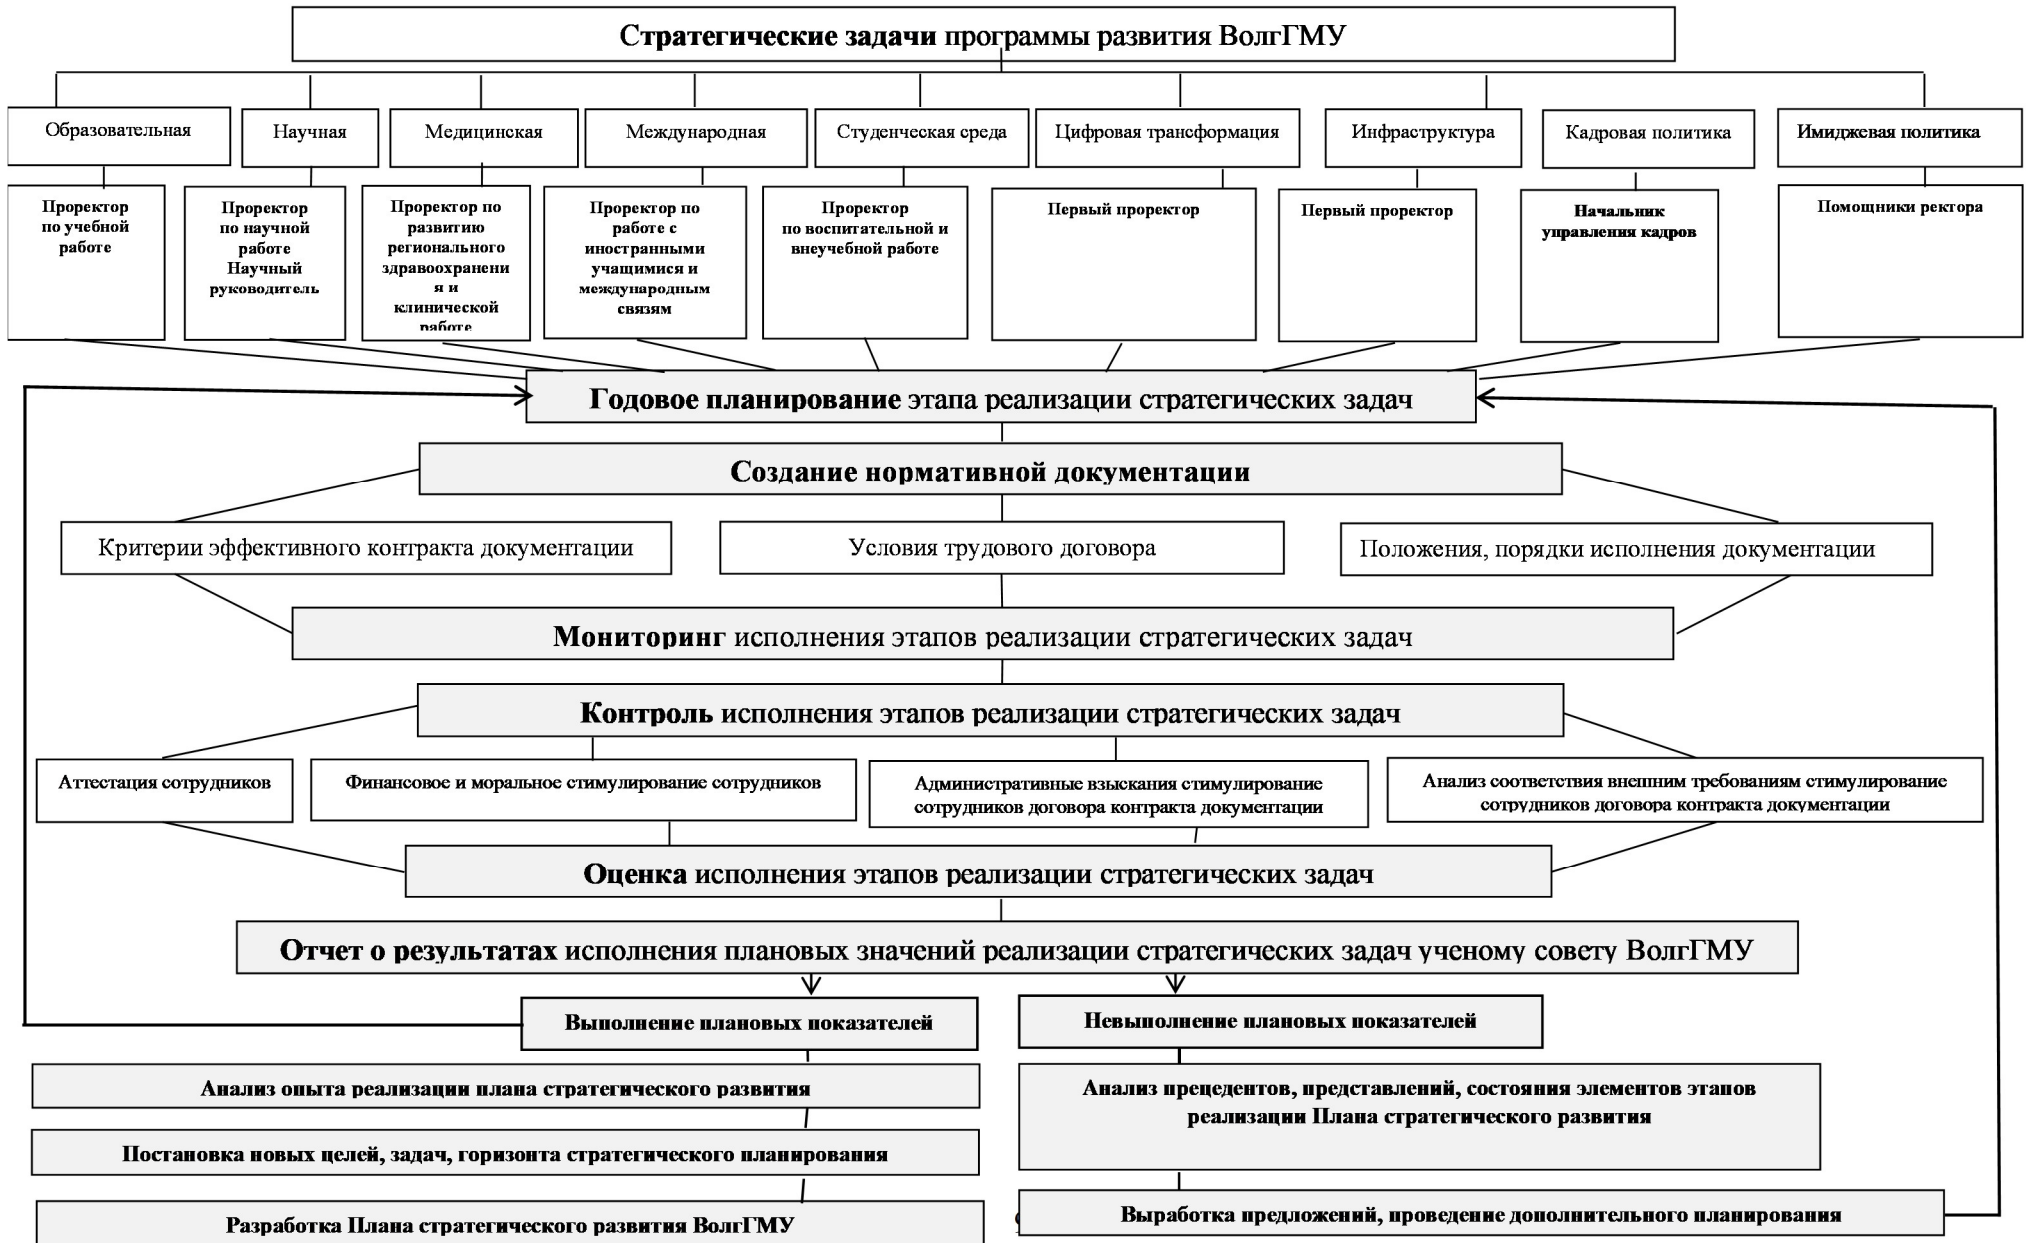 Стратегические задачи программы развития ВолгГМУ
Образовательная
Научная
Медицинская
Международная
Студенческая среда
Цифровая трансформация
Инфраструктура
Кадровая политика
Имиджевая политика
Проректор
по учебной
работе
Проректор
по научной
работе
Научный
руководитель
Проректор по
развитию
регионального
здравоохранени
я и
клинической
работе
Проректор по
работе с
иностранными
учащимися и
международным
связям
Проректор
по воспитательной и
внеучебной работе
Первый проректор
Первый проректор
Начальник
управления кадров
Помощники ректора
Годовое планирование этапа реализации стратегических задач
Создание нормативной документации
Критерии эффективного контракта документации
Условия трудового договора
Положения, порядки исполнения документации
Мониторинг исполнения этапов реализации стратегических задач
Контроль исполнения этапов реализации стратегических задач
Аттестация сотрудников
Финансовое и моральное стимулирование сотрудников
Административные взыскания стимулирование
сотрудников договора контракта документации
Анализ соответствия внешним требованиям стимулирование
сотрудников договора контракта документации
Оценка исполнения этапов реализации стратегических задач
Отчет о результатах исполнения плановых значений реализации стратегических задач ученому совету ВолгГМУ
Выполнение плановых показателей
Невыполнение плановых показателей
Анализ опыта реализации плана стратегического развития
Постановка новых целей, задач, горизонта стратегического планирования
Разработка Плана стратегического развития ВолгГМУ
Анализ прецедентов, представлений, состояния элементов этапов
реализации Плана стратегического развития
Выработка предложений, проведение дополнительного планирования